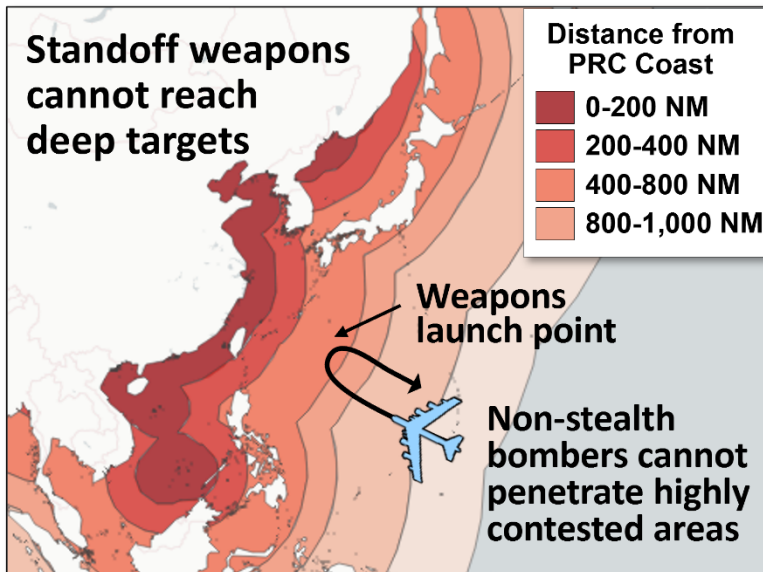 Standoff weapons
cannot reach
deep targets
Distance from
PRC Coast
0-200 NM
200-400 NM
400-800 NM
800-1,000 NM
Weapons
launch point
Non-stealth
bombers cannot
penetrate highly
contested areas